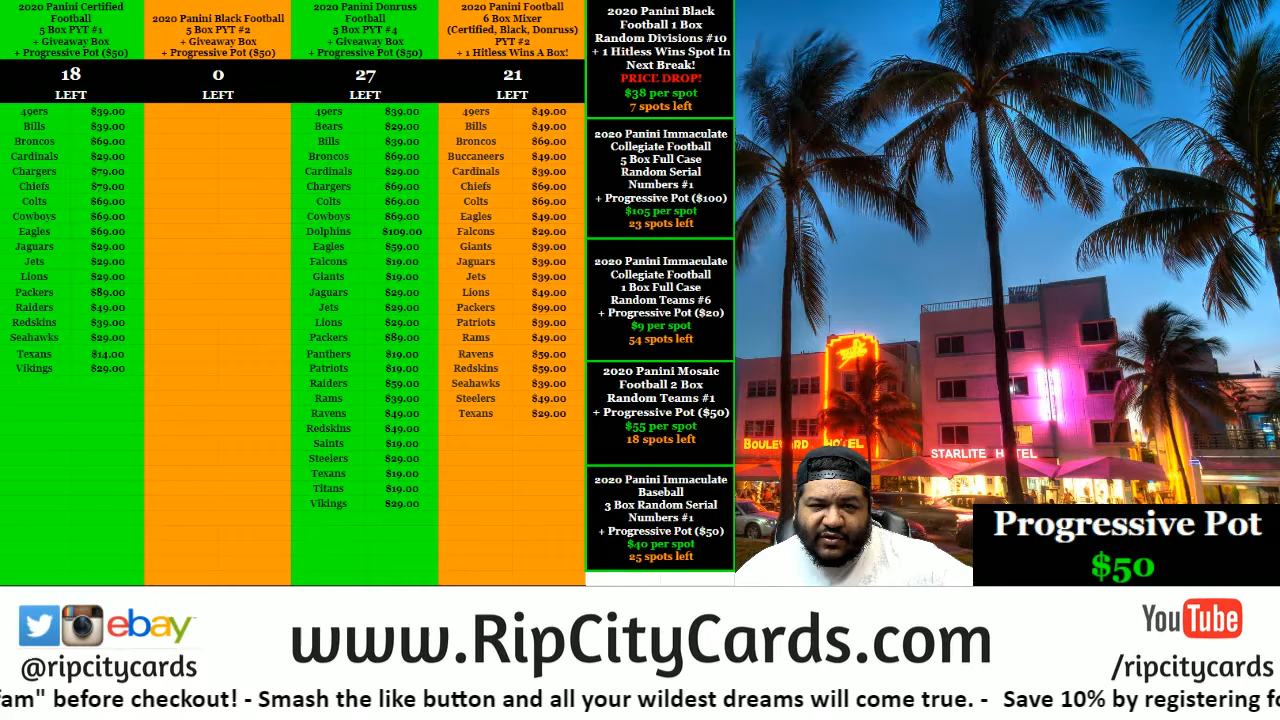 2020 Panini Certified
Football
5 Box PYT #1
+ Giveaway Box
+ Progressive Pot ($50)
18
LEFT
49ers $39.00
Bills $39.00
Broncos $69.00
Cardinals $29.00
Chargers $79.00
Chiefs $79.00
Colts $69.00
Cowboys $69.00
Eagles $69.00
Jaguars $29.00
Jets $29.00
Lions $29.00
Packers $89.00
Raiders $49.00
Redskins $39.00
Seahawks $29.00
Texans $14.00
Vikings $29.00
2020 Panini Black Football
5 Box PYT #2
+ Giveaway Box
+ Progressive Pot ($50)
0
LEFT
2020 Panini Donruss
Football
5 Box PYT #4
+ Giveaway Box
+ Progressive Pot ($50)
27
LEFT
49ers $39.00
Bears $29.00
Bills $39.00
Broncos $69.00
Cardinals $29.00
Chargers $69.00
Colts $69.00
Cowboys $69.00
Dolphins $109.00
Eagles $59.00
Falcons $19.00
Giants $19.00
Jaguars $29.00
Jets $29.00
Lions $29.00
Packers $89.00
Panthers $19.00
Patriots $19.00
Raiders $59.00
Rams $39.00
Ravens $49.00
Redskins $49.00
Saints $19.00
Steelers $29.00
Texans $19.00
Titans $19.00
Vikings $29.00
2020 Panini Football
6 Box Mixer
(Certified, Black, Donruss)
PYT #2
+ 1 Hitless Wins A Box!
21
LEFT
49ers $49.00
Bills $49.00
Broncos $69.00
Buccaneers $49.00
Cardinals $39.00
Chiefs $69.00
Colts $69.00
Eagles $49.00
Falcons $29.00
Giants $39.00
Jaguars $39.00
Jets $39.00
Lions $49.00
Packers $99.00
Patriots $39.00
Rams $49.00
Ravens $59.00
Redskins $59.00
Seahawks $39.00
Steelers $49.00
Texans $29.00
2020 Panini Black
Football 1 Box
Random Divisions #10
+ 1 Hitless Wins Spot In
Next Break!
PRICE DROP!
$38 per spot
7 spots left
2020 Panini Immaculate
Collegiate Football
5 Box Full Case
Random Serial
Numbers #1
+ Progressive Pot ($100)
$105 per spot
23 spots left
2020 Panini Immaculate
Collegiate Football
1 Box Full Case
Random Teams #6
+ Progressive Pot ($20)
$9 per spot
54 spots left
2020 Panini Mosaic
Football 2 Box
Random Teams #1
+ Progressive Pot ($50)
$55 per spot
18 spots left
2020 Panini Immaculate
Baseball
3 Box Random Serial
Numbers #1
+ Progressive Pot ($50)
$40 per spot
25 spots left
BOULEVARD HOTEL
STARLITE HOTEL
Progressive Pot
$50
ebay
@ripcitycards
www.RipCityCards.com
YouTube
/ripcitycards
fam" before checkout! - Smash the like button and all your wildest dreams will come true. - Save 10% by registering fo